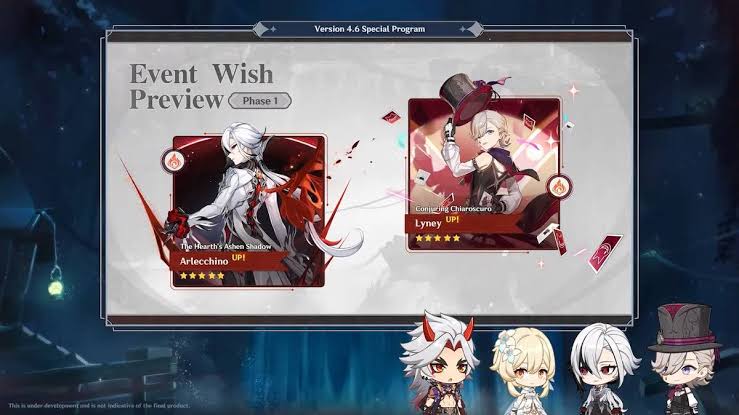 Version 4.6 Special Program
Event Wish
Preview
Phase 1
The Hearth's Ashen Shadow
Arlecchino UP!
Conjuring Chiaroscuro
Lyney UP!
This is under development and is not indicative of the final product.